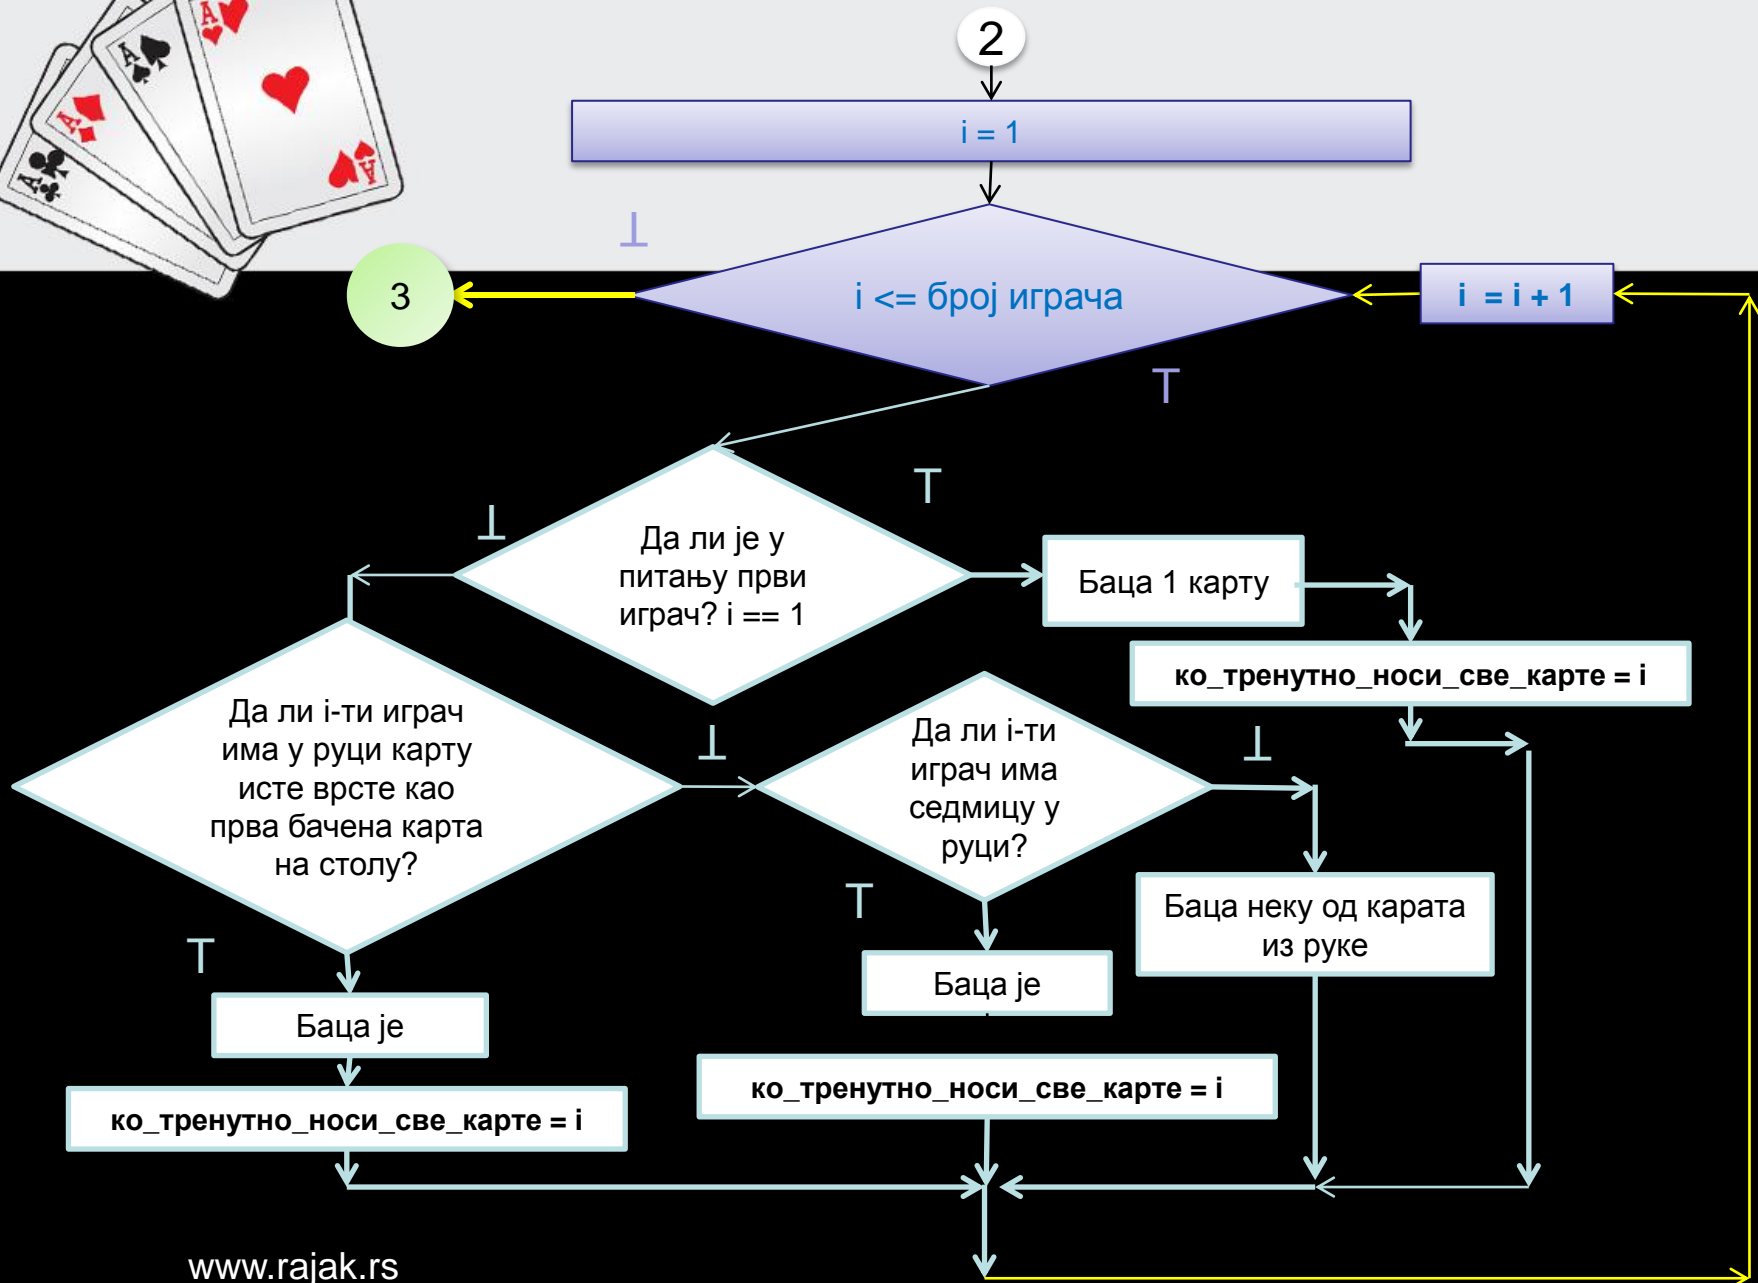 2
i = 1
⊥
3
i <= број играча
i = i + 1
T
T
⊥
Да ли је у
питању први
играч? i == 1
Баца 1 карту
ко_тренутно_носи_све_карте = i
Да ли i-ти играч
има у руци карту
исте врсте као
прва бачена карта
на столу?
⊥
Да ли i-ти
играч има
седмицу у
руци?
⊥
T
Баца неку од карата
из руке
T
Баца је
Баца је
ко_тренутно_носи_све_карте = i
ко_тренутно_носи_све_карте = i
www.rajak.rs
A
A
A
A
A